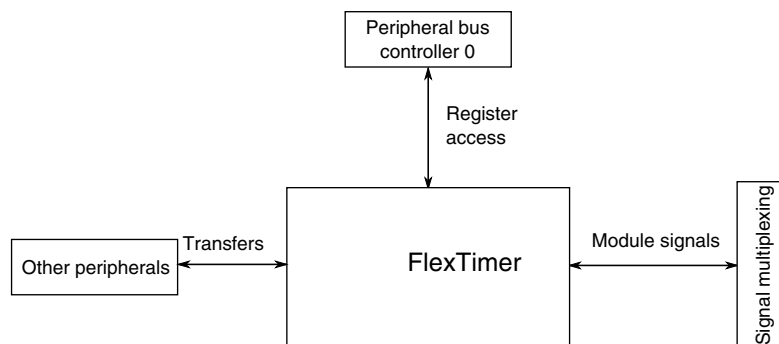 Peripheral bus
controller 0
Register
access
Transfers
Other peripherals
FlexTimer
Module signals
Signal multiplexing